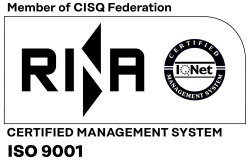 Member of CISQ Federation
RINA
CERTIFIED
IQNet
MANAGEMENT SYSTEM
CERTIFIED MANAGEMENT SYSTEM
ISO 9001